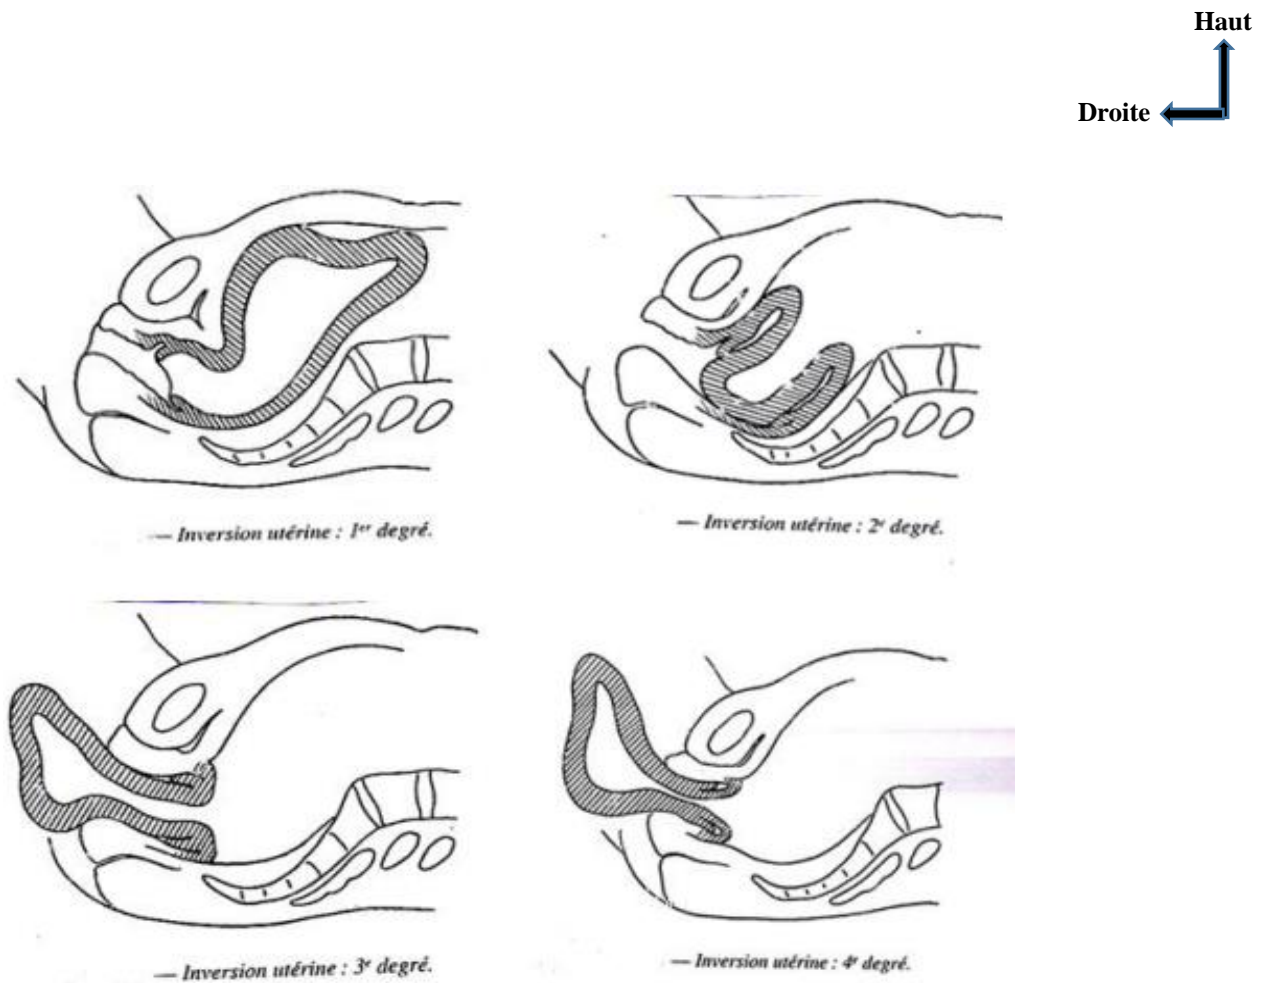 Haut
Droite
— Inversion utérine : 1er degré.
— Inversion utérine : 2e degré.
— Inversion utérine : 3e degré.
— Inversion utérine : 4e degré.